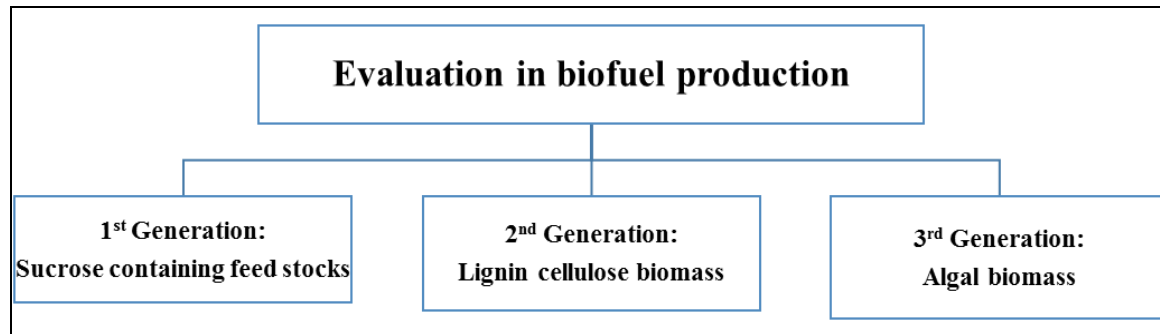 Evaluation in biofuel production
1st Generation:
Sucrose containing feed stocks
2nd Generation:
Lignin cellulose biomass
3rd Generation:
Algal biomass